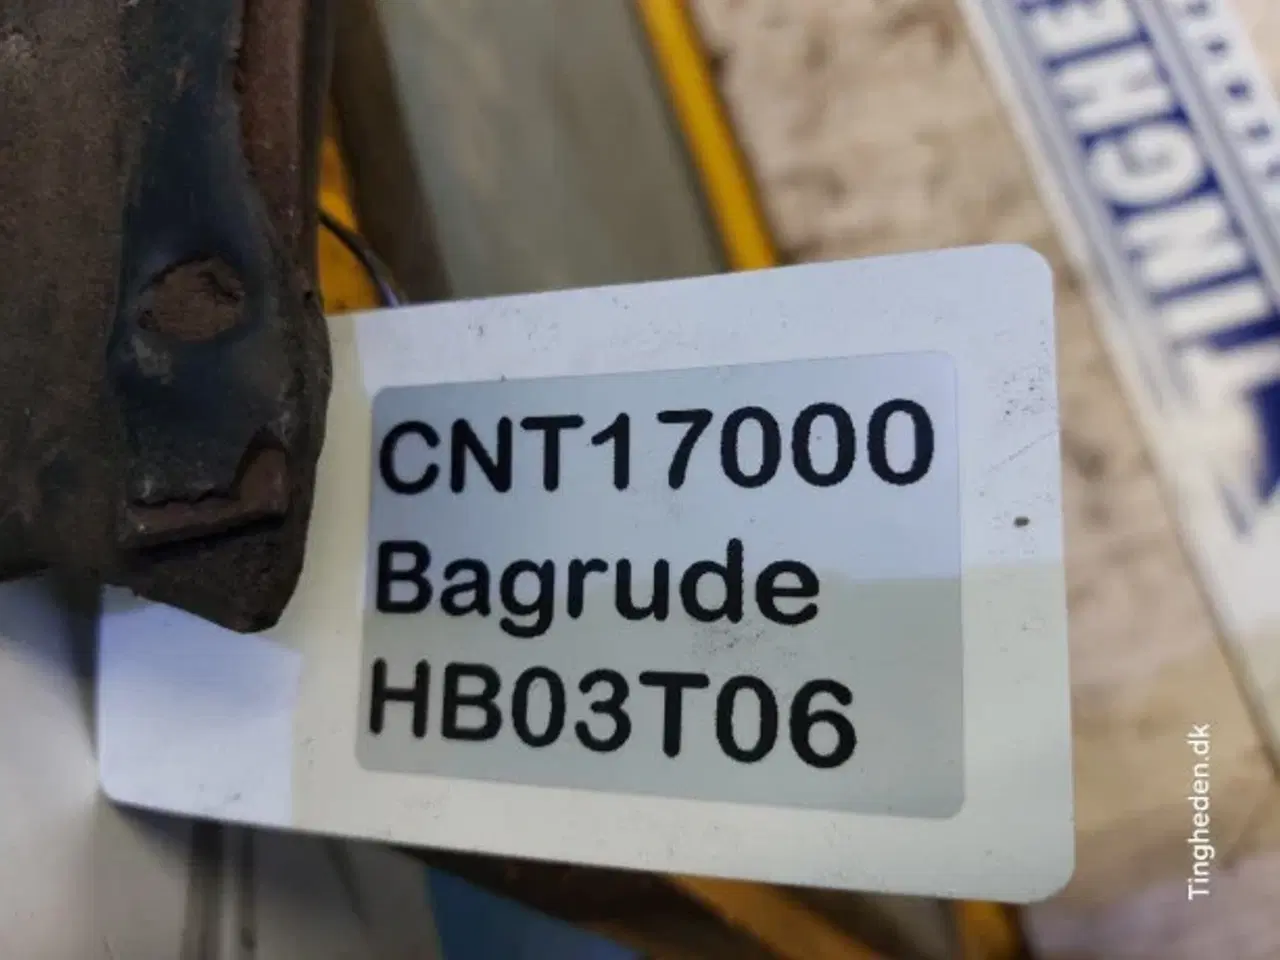 CNT17000
Bagrude
HB03T06
TINGHE
Tingheden.dk